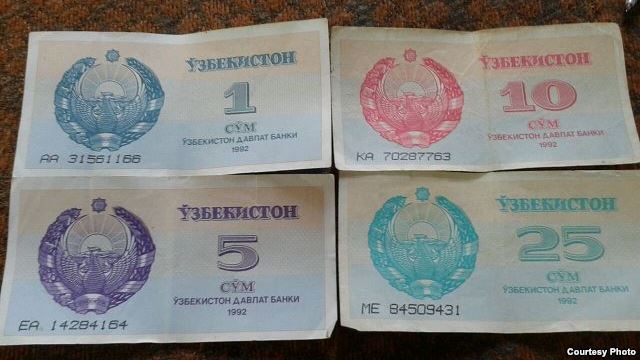 ЎЗБЕКИСТОН
1
СЎМ
ЎЗБЕКИСТОН ДАВЛАТ БАНКИ
1992
АА 31561166
ЎЗБЕКИСТОН
10
СЎМ
ЎЗБЕКИСТОН ДАВЛАТ БАНКИ
1992
КА 70287763
ЎЗБЕКИСТОН
5
СЎМ
ЎЗБЕКИСТОН ДАВЛАТ БАНКИ
1992
ЕА 14284164
ЎЗБЕКИСТОН
25
СЎМ
ЎЗБЕКИСТОН ДАВЛАТ БАНКИ
1992
МЕ 84509431
Courtesy Photo